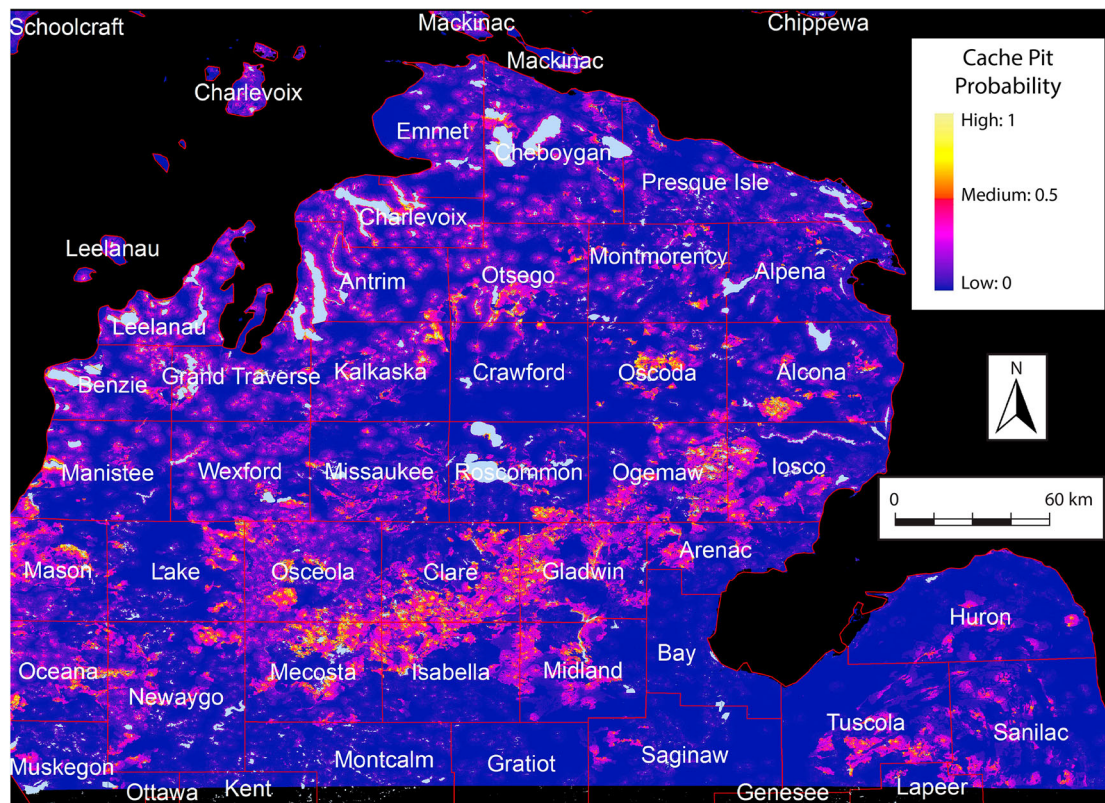 Schoolcraft
Mackinac
Chippewa
Mackinac
Charlevoix
Cache Pit
Probability
High: 1
Medium: 0.5
Low: 0
Emmet
Cheboygan
Presque Isle
Charlevoix
Leelanau
Antrim
Otsego
Montmorency
Alpena
Leelanau
Benzie
Grand Traverse
Kalkaska
Crawford
Oscoda
Alcona
N
Manistee
Wexford
Missaukee
Roscommon
Ogemaw
Iosco
0
60 km
Mason
Lake
Osceola
Clare
Gladwin
Arenac
Huron
Oceana
Newaygo
Mecosta
Isabella
Midland
Bay
Tuscola
Sanilac
Muskegon
Montcalm
Gratiot
Saginaw
Ottawa
Kent
Genesee
Lapeer